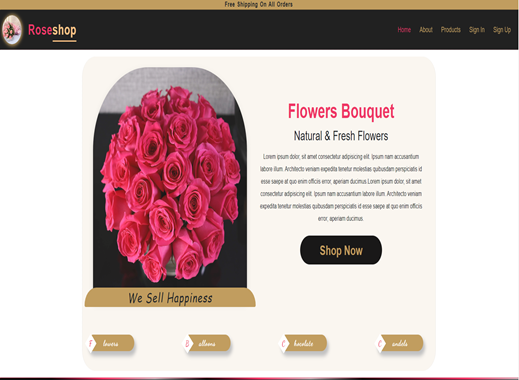 Free Shipping On All Orders
Roseshop
Home About Products Sign In Sign Up
Flowers Bouquet
Natural & Fresh Flowers
Lorem ipsum dolor, sit amet consectetur adipisicing elit. Ipsum nam accusantium
labore illum. Architecto veniam expedita tenetur molestias quibusdam perspiciatis id
esse saepe at quo enim officiis error, aperiam ducimus.Lorem ipsum dolor, sit amet
consectetur adipisicing elit. Ipsum nam accusantium labore illum. Architecto veniam
expedita tenetur molestias quibusdam perspiciatis id esse saepe at quo enim officiis
error, aperiam ducimus.
Shop Now
We Sell Happiness
Flowers Balloons Chocolate Candels